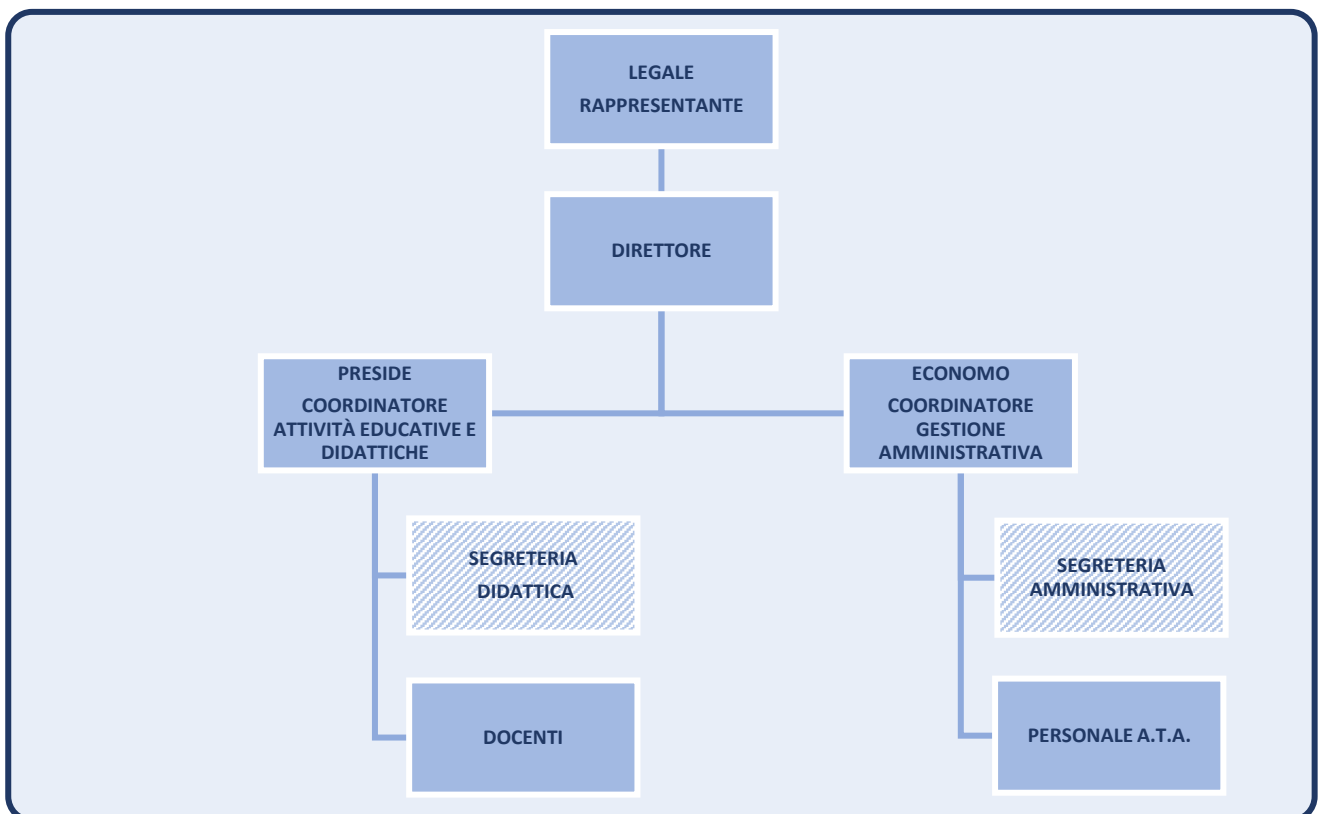 LEGALE
RAPPRESENTANTE
DIRETTORE
PRESIDE
COORDINATORE
ATTIVITÀ EDUCATIVE E
DIDATTICHE
ECONOMO
COORDINATORE
GESTIONE
AMMINISTRATIVA
SEGRETERIA
DIDATTICA
SEGRETERIA
AMMINISTRATIVA
DOCENTI
PERSONALE A.T.A.